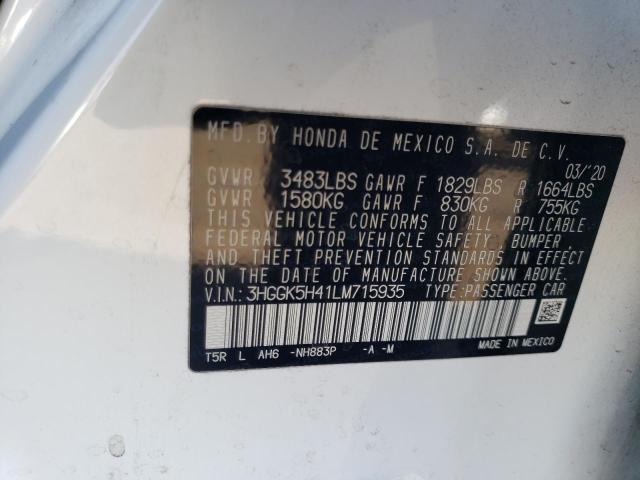 MFD. BY HONDA DE MEXICO S.A. DE C.V.
03/'20
GVWR 3483LBS GAWR F 1829LBS R 1664LBS
GVWR 1580KG GAWR F 830KG R 755KG
THIS VEHICLE CONFORMS TO ALL APPLICABLE
FEDERAL MOTOR VEHICLE SAFETY, BUMPER,
AND THEFT PREVENTION STANDARDS IN EFFECT
ON THE DATE OF MANUFACTURE SHOWN ABOVE.
V.I.N.: 3HGGK5H41LM715935 TYPE:PASSENGER CAR
T5R L AH6 -NH883P -A -M
MADE IN MEXICO